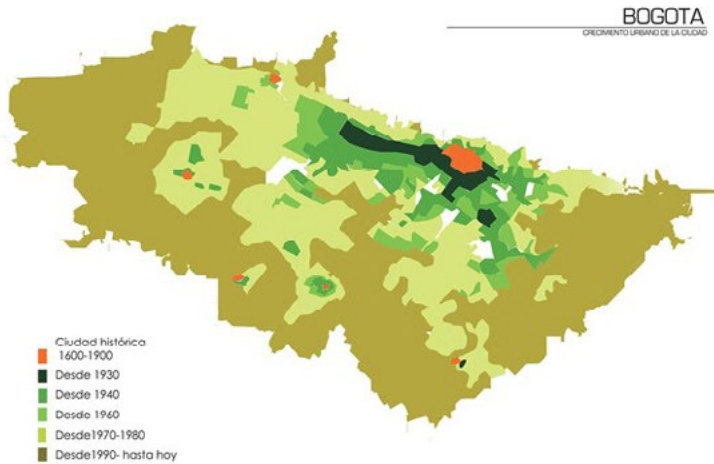 BOGOTA
CRECIMIENTO URBANO DE LA CIUDAD
Ciudad histórica
1600-1900
Desde 1930
Desde 1940
Desde 1960
Desde1970-1980
Desde1990- hasta hoy